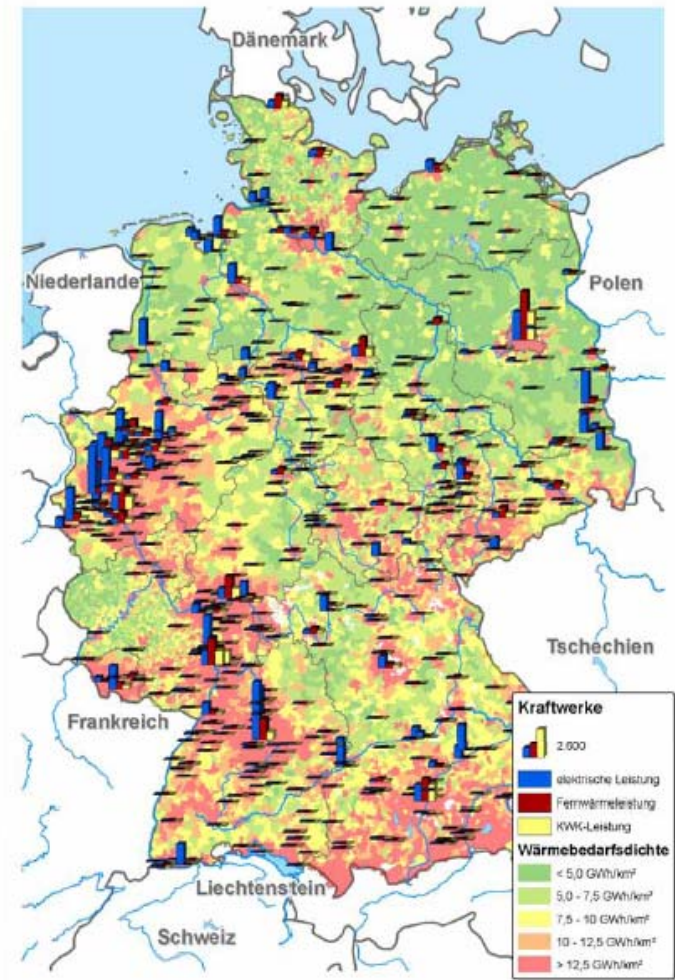 Dänemark
Niederlande
Polen
Tschechien
Frankreich
Liechtenstein
Schweiz
Kraftwerke
2.600
elektrische Leistung
Fernwärmeleistung
KWK-Leistung
Wärmebedarfsdichte
< 5,0 GWh/km²
5,0 - 7,5 GWh/km²
7,5 - 10 GWh/km²
10 - 12,5 GWh/km²
> 12,5 GWh/km²